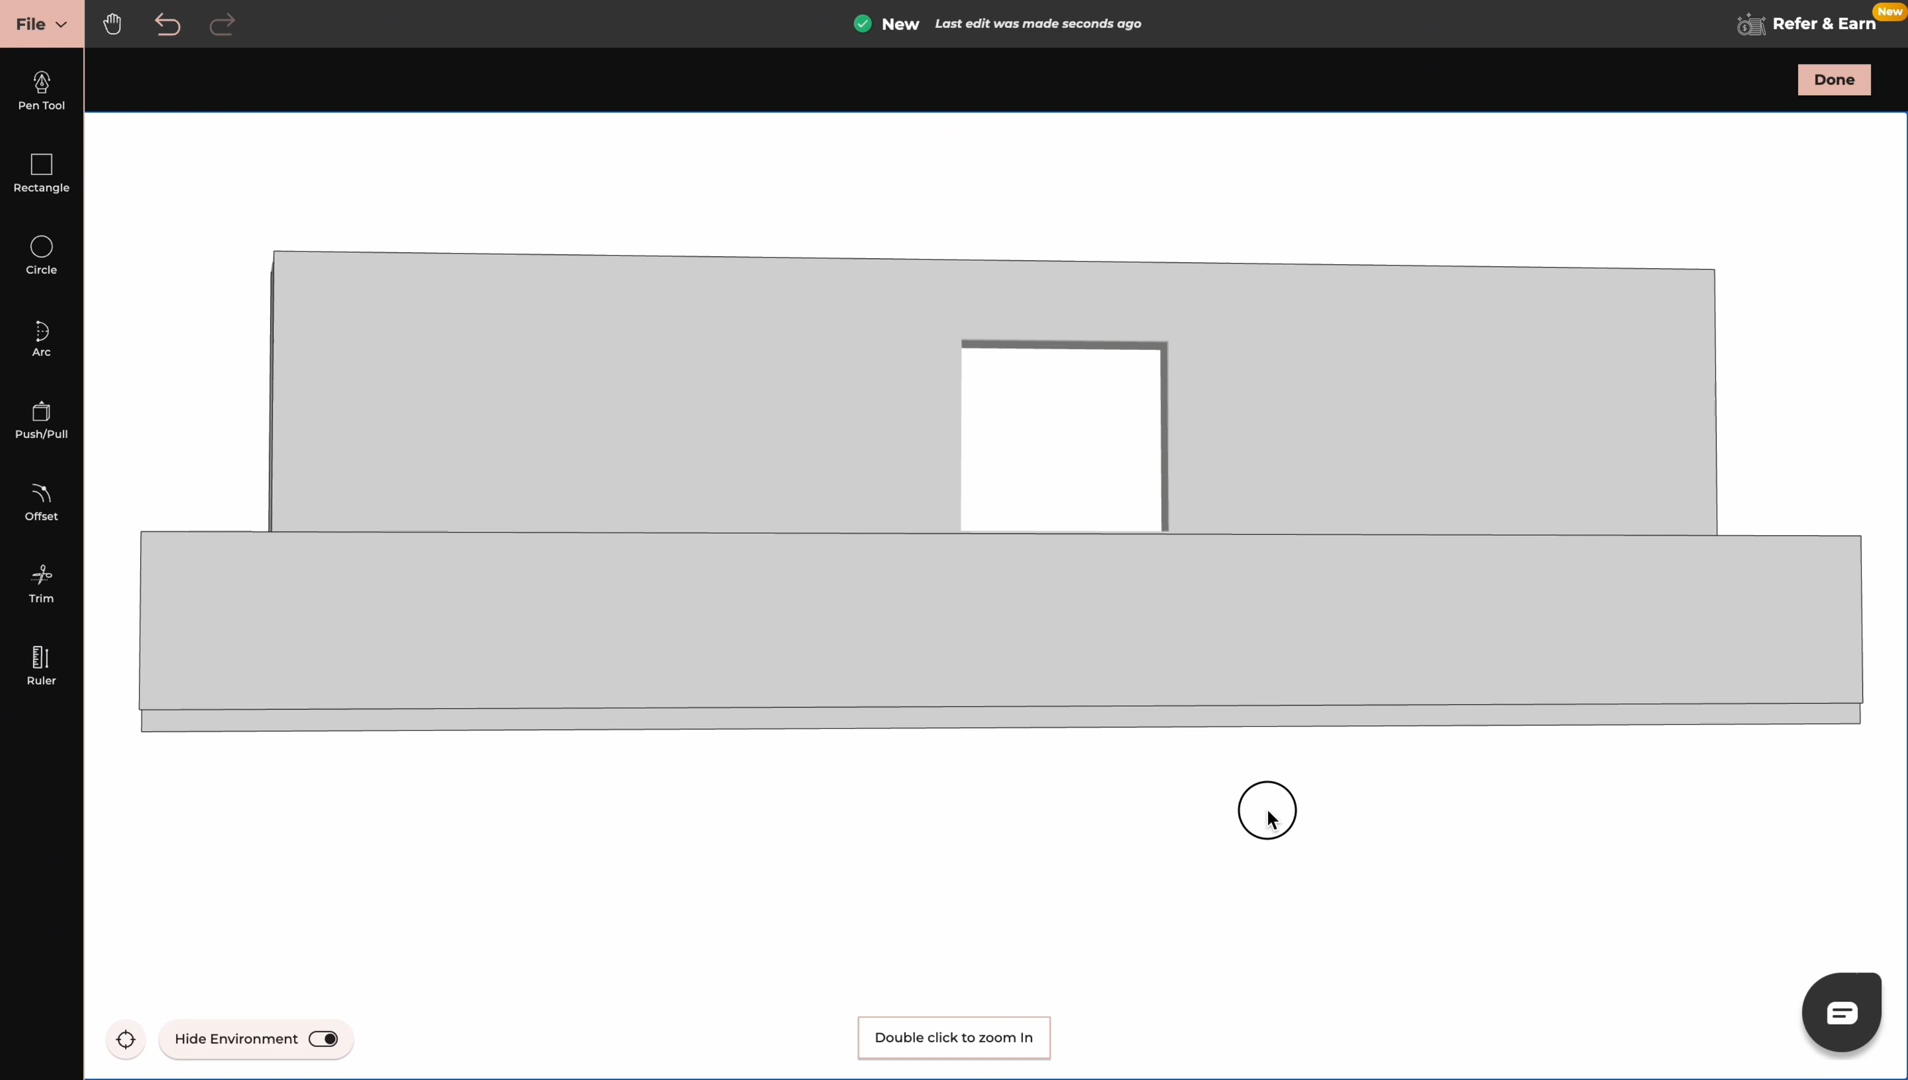 File
New
Last edit was made seconds ago
New
Refer & Earn
Done
Pen Tool
Rectangle
Circle
Arc
Push/Pull
Offset
Trim
Ruler
Hide Environment
Double click to zoom In